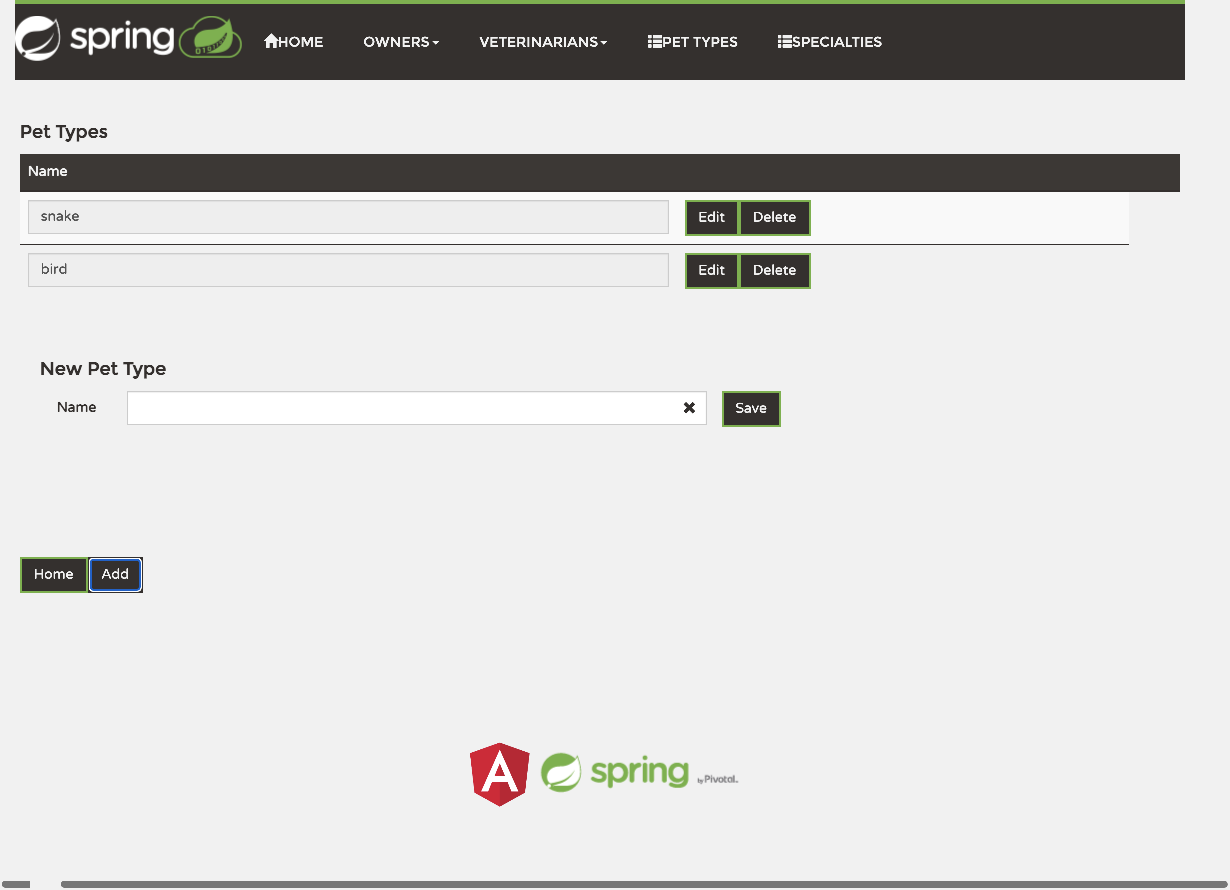 spring
HOME OWNERS VETERINARIANS PET TYPES SPECIALTIES
Pet Types
Name
snake Edit Delete
bird Edit Delete
New Pet Type
Name Save
Home Add
spring by Pivotal.